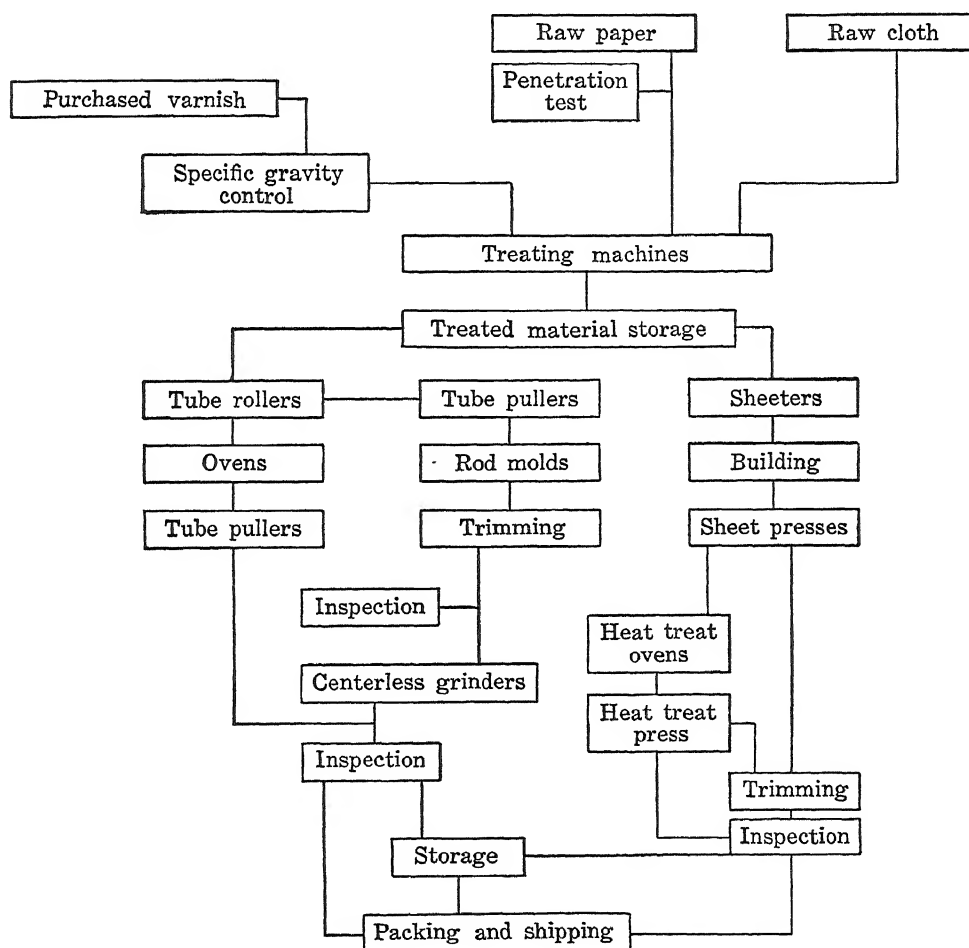 Raw paper
Raw cloth
Penetration
test
Purchased varnish
Specific gravity
control
Treating machines
Treated material storage
Tube rollers
Tube pullers
Sheeters
Ovens
Rod molds
Building
Tube pullers
Trimming
Sheet presses
Inspection
Heat treat
ovens
Centerless grinders
Heat treat
press
Inspection
Trimming
Inspection
Storage
Packing and shipping